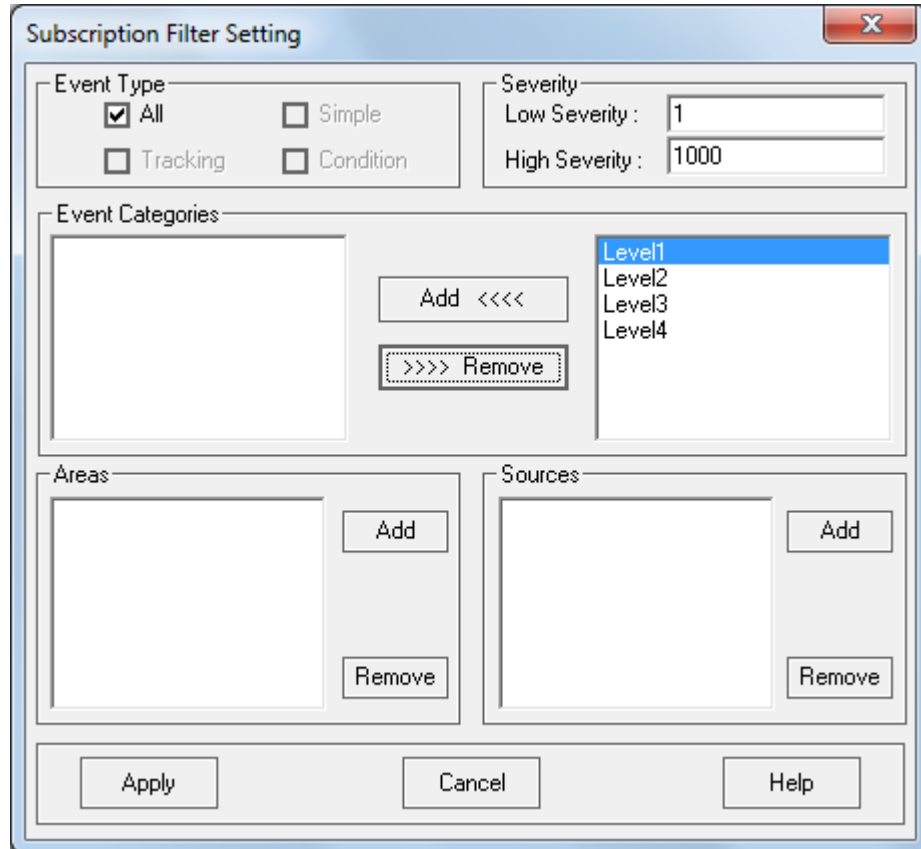 Subscription Filter Setting
x
Event Type
All
Simple
Tracking
Condition
Severity
Low Severity :
1
High Severity :
1000
Event Categories
Add <<<<
>>>> Remove
Level1
Level2
Level3
Level4
Areas
Add
Remove
Sources
Add
Remove
Apply
Cancel
Help